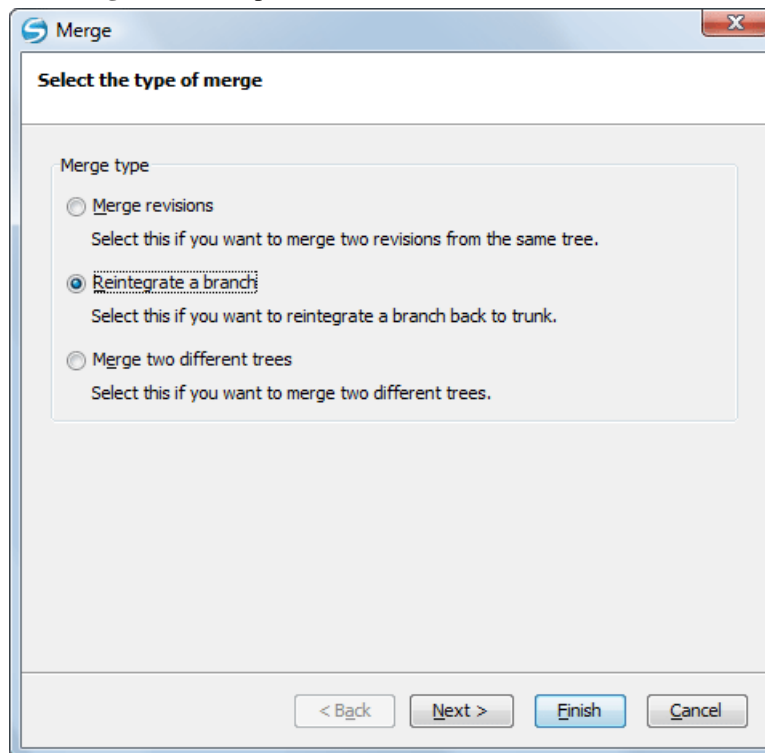 Merge
Select the type of merge
Merge type
Merge revisions
Select this if you want to merge two revisions from the same tree.
Reintegrate a branch
Select this if you want to reintegrate a branch back to trunk.
Merge two different trees
Select this if you want to merge two different trees.
< Back Next > Finish Cancel